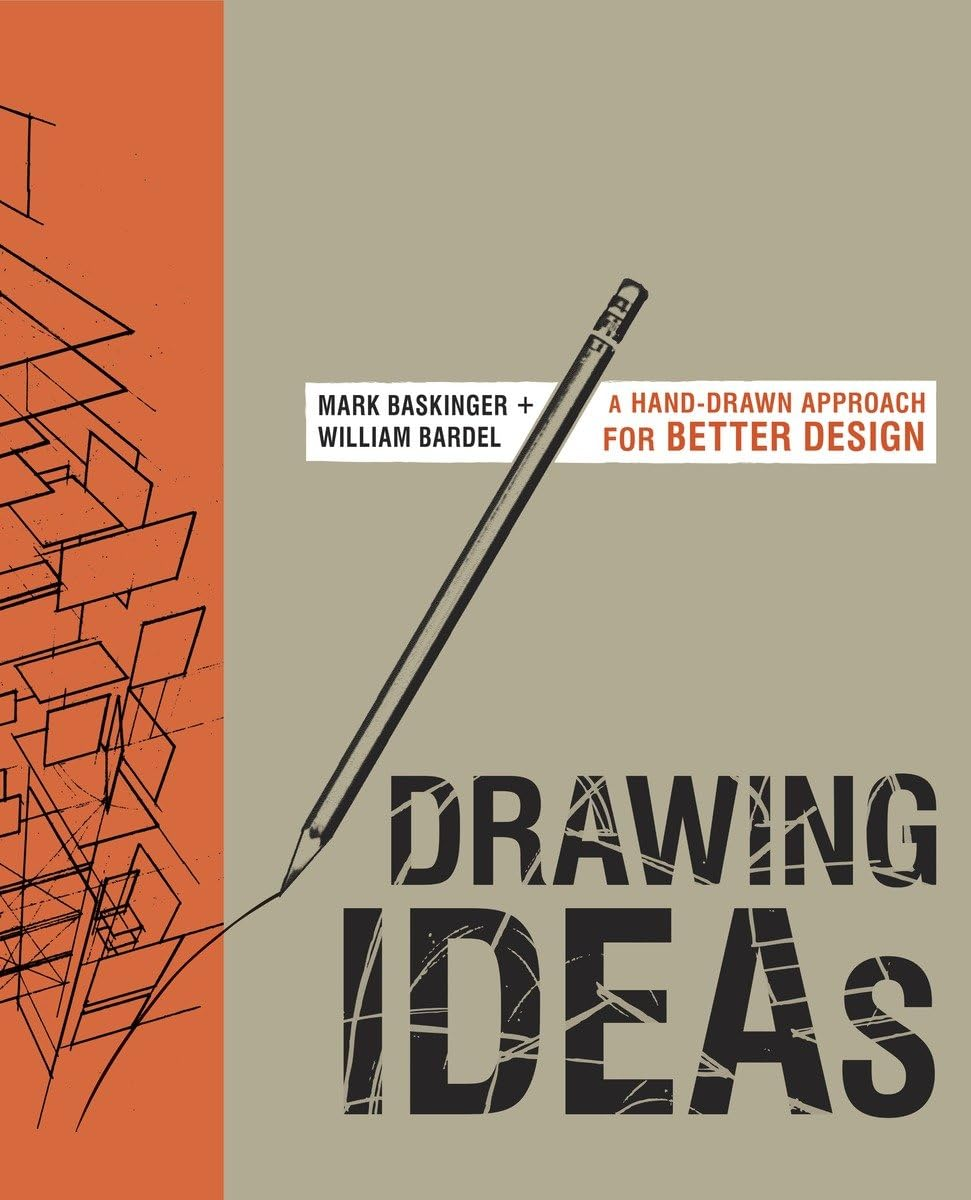 MARK BASKINGER +
WILLIAM BARDEL
A HAND-DRAWN APPROACH
FOR BETTER DESIGN
DRAWING
IDEAs